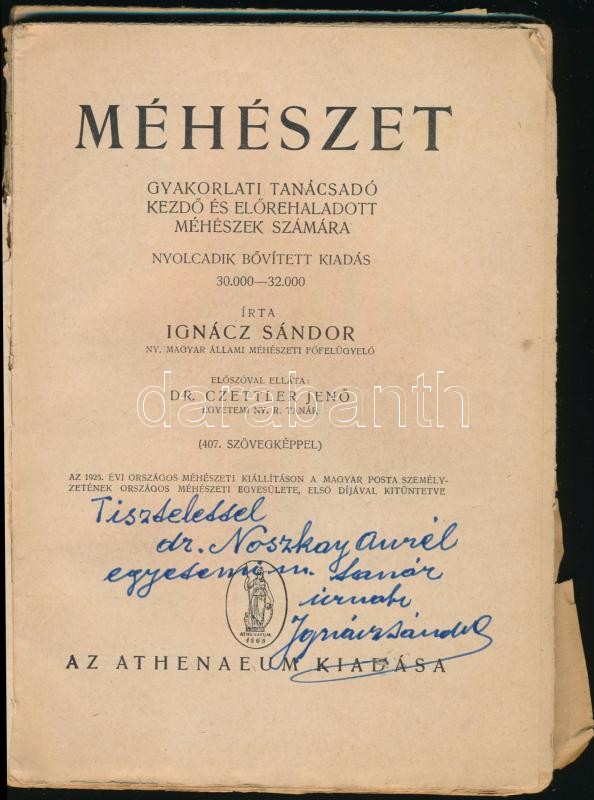 MÉHÉSZET
GYAKORLATI TANÁCSADÓ
KEZDŐ ÉS ELŐREHALADOTT
MÉHÉSZEK SZÁMÁRA
NYOLCADIK BŐVÍTETT KIADÁS
30.000—32.000
ÍRTA
IGNÁCZ SÁNDOR
NY. MAGYAR ÁLLAMI MÉHÉSZETI FŐFELÜGYELŐ
ELŐSZÓVAL ELLÁTA:
DR. CZETTLER JENŐ
EGYETEMI NY. R. TANÁR
darabanth
(407. SZÖVEGKÉPPEL)
AZ 1925. ÉVI ORSZÁGOS MÉHÉSZETI KIÁLLÍTÁSON A MAGYAR POSTA SZEMÉLY-
ZETÉNEK ORSZÁGOS MÉHÉSZETI EGYESÜLETE, ELSŐ DÍJÁVAL KITÜNTETVE
Tisztelettel
dr. Noszkay Aurél
egyetemi m. tanár
úrnak
Ignácz Sándor
ATHENAEUM
1868
AZ ATHENAEUM KIADÁSA